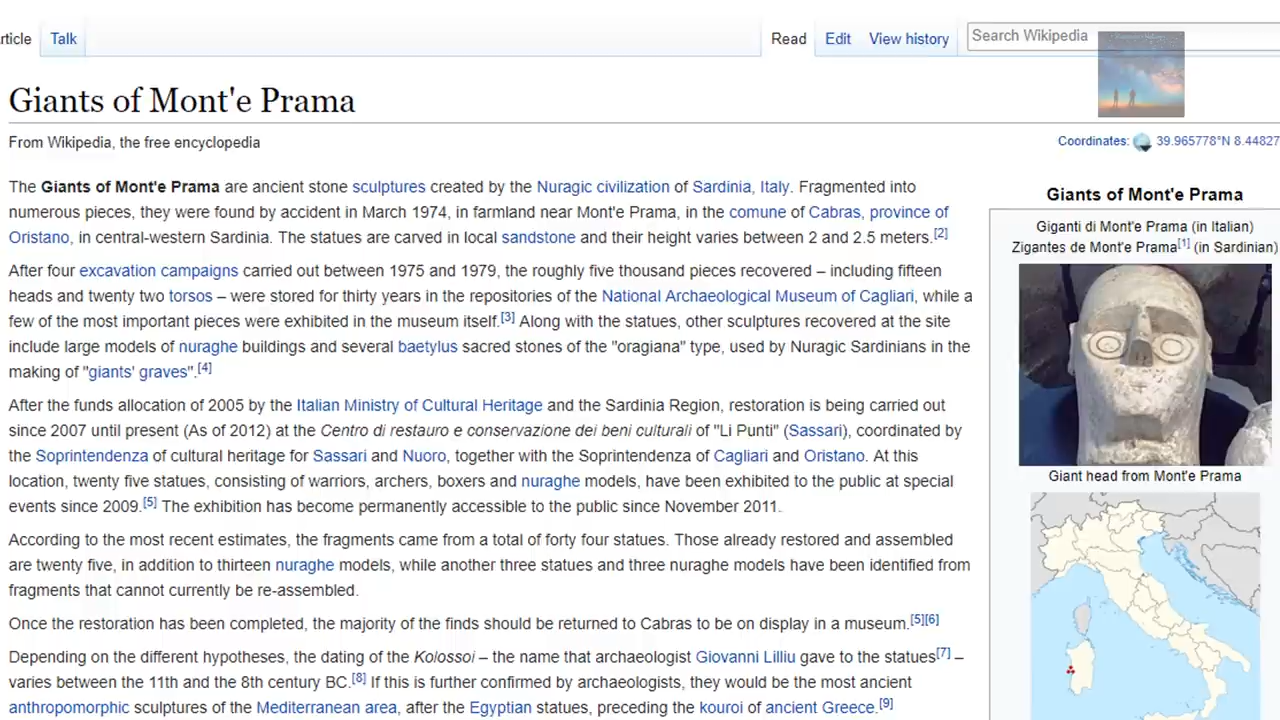 rticle Talk Read Edit View history Search Wikipedia
Giants of Mont'e Prama
From Wikipedia, the free encyclopedia
Coordinates: 39.965778°N 8.44827
The Giants of Mont'e Prama are ancient stone sculptures created by the Nuragic civilization of Sardinia, Italy. Fragmented into
numerous pieces, they were found by accident in March 1974, in farmland near Mont'e Prama, in the comune of Cabras, province of
Oristano, in central-western Sardinia. The statues are carved in local sandstone and their height varies between 2 and 2.5 meters.[2]
After four excavation campaigns carried out between 1975 and 1979, the roughly five thousand pieces recovered – including fifteen
heads and twenty two torsos – were stored for thirty years in the repositories of the National Archaeological Museum of Cagliari, while a
few of the most important pieces were exhibited in the museum itself.[3] Along with the statues, other sculptures recovered at the site
include large models of nuraghe buildings and several baetylus sacred stones of the "oragiana" type, used by Nuragic Sardinians in the
making of "giants' graves".[4]
After the funds allocation of 2005 by the Italian Ministry of Cultural Heritage and the Sardinia Region, restoration is being carried out
since 2007 until present (As of 2012) at the Centro di restauro e conservazione dei beni culturali of "Li Punti" (Sassari), coordinated by
the Soprintendenza of cultural heritage for Sassari and Nuoro, together with the Soprintendenza of Cagliari and Oristano. At this
location, twenty five statues, consisting of warriors, archers, boxers and nuraghe models, have been exhibited to the public at special
events since 2009.[5] The exhibition has become permanently accessible to the public since November 2011.
According to the most recent estimates, the fragments came from a total of forty four statues. Those already restored and assembled
are twenty five, in addition to thirteen nuraghe models, while another three statues and three nuraghe models have been identified from
fragments that cannot currently be re-assembled.
Once the restoration has been completed, the majority of the finds should be returned to Cabras to be on display in a museum.[5][6]
Depending on the different hypotheses, the dating of the Kolossoi – the name that archaeologist Giovanni Lilliu gave to the statues[7] –
varies between the 11th and the 8th century BC.[8] If this is further confirmed by archaeologists, they would be the most ancient
anthropomorphic sculptures of the Mediterranean area, after the Egyptian statues, preceding the kouroi of ancient Greece.[9]
Giants of Mont'e Prama
Giganti di Mont'e Prama (in Italian)
Zigantes de Mont'e Prama[1] (in Sardinian)
Giant head from Mont'e Prama